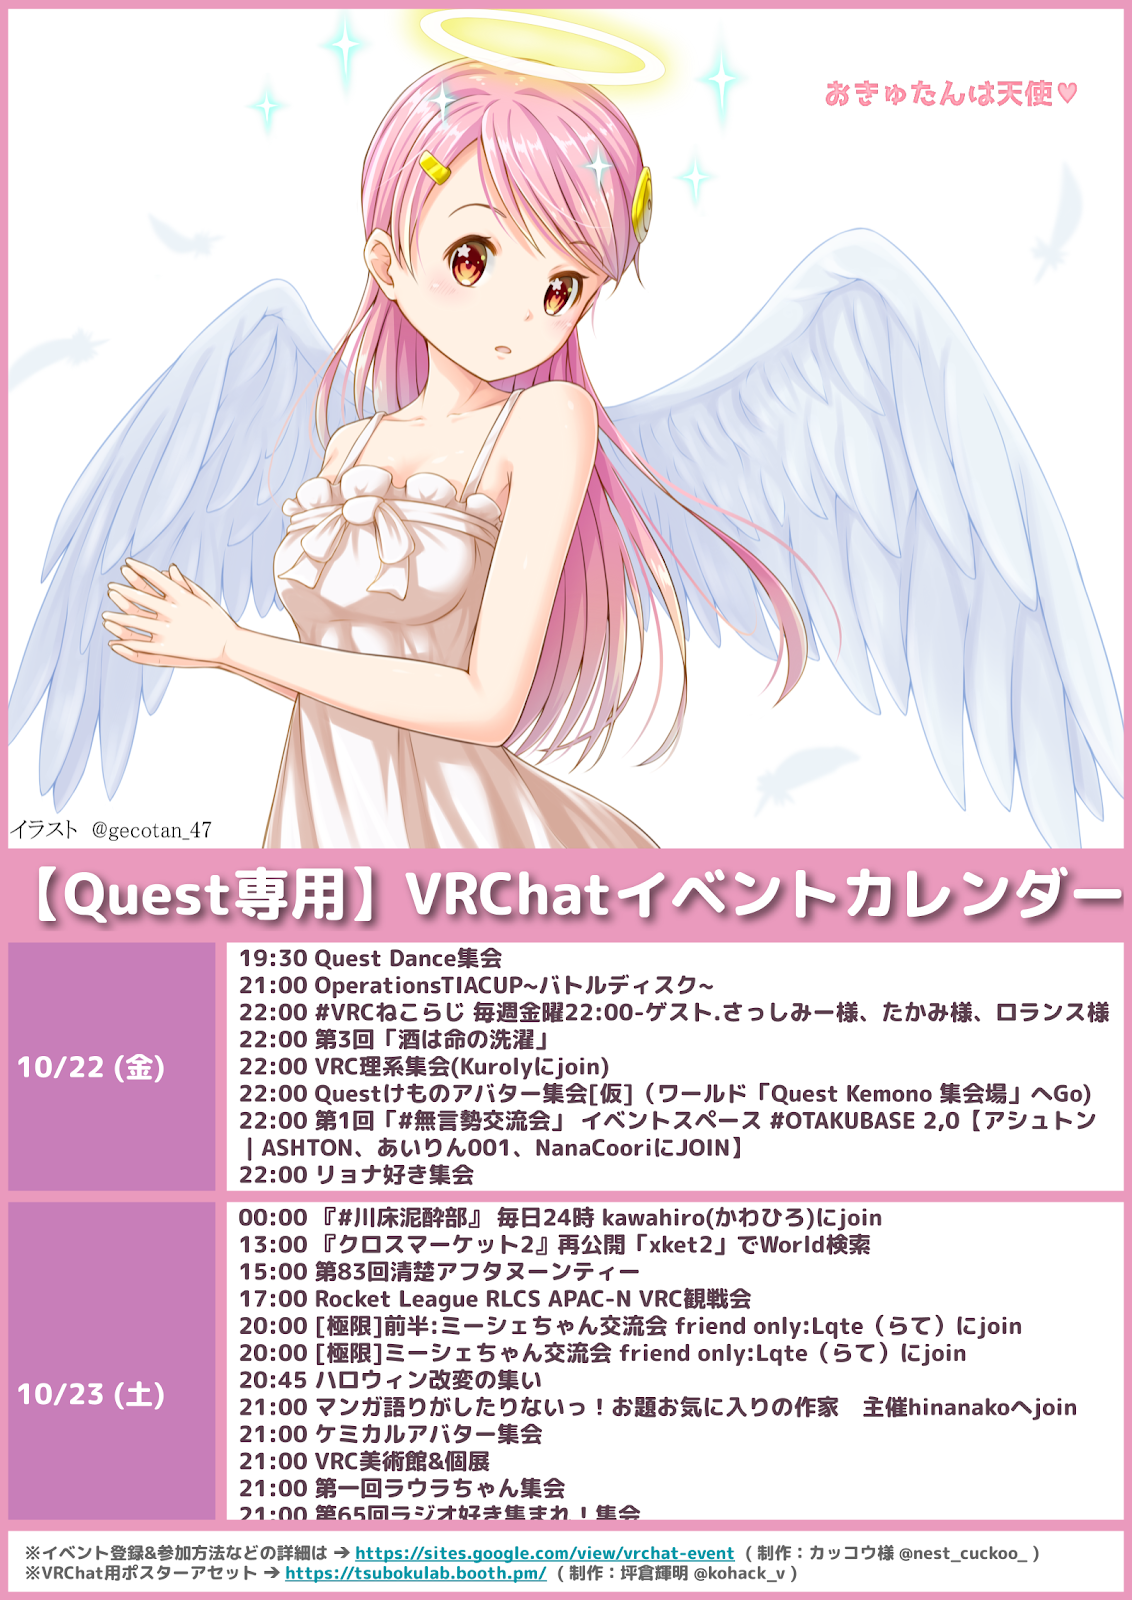 おきゅたんは天使♥
イラスト @gecotan_47
【Quest専用】VRChatイベントカレンダー
10/22 (金)
19:30 Quest Dance集会
21:00 OperationsTIACUP~バトルディスク~
22:00 #VRCねこらじ 毎週金曜22:00-ゲスト.さっしみー様、たかみ様、ロランス様
22:00 第3回「酒は命の洗濯」
22:00 VRC理系集会(Kurolyにjoin)
22:00 Questけものアバター集会[仮]（ワールド「Quest Kemono 集会場」へGo)
22:00 第1回「#無言勢交流会」 イベントスペース #OTAKUBASE 2,0【アシュトン
｜ASHTON、あいりん001、NanaCooriにJOIN】
22:00 リョナ好き集会
10/23 (土)
00:00 『#川床泥酔部』 毎日24時 kawahiro(かわひろ)にjoin
13:00 『クロスマーケット2』再公開「xket2」でWorld検索
15:00 第83回清楚アフタヌーンティー
17:00 Rocket League RLCS APAC-N VRC観戦会
20:00 [極限]前半:ミーシェちゃん交流会 friend only:Lqte（らて）にjoin
20:00 [極限]ミーシェちゃん交流会 friend only:Lqte（らて）にjoin
20:45 ハロウィン改変の集い
21:00 マンガ語りがしたりないっ！お題お気に入りの作家　主催hinanakoへjoin
21:00 ケミカルアバター集会
21:00 VRC美術館&個展
21:00 第一回ラウラちゃん集会
21:00 第65回ラジオ好き集まれ！集会
※イベント登録&参加方法などの詳細は ➔ https://sites.google.com/view/vrchat-event （制作：カッコウ様 @nest_cuckoo_ ）
※VRChat用ポスターアセット ➔ https://tsubokulab.booth.pm/ （制作：坪倉輝明 @kohack_v ）